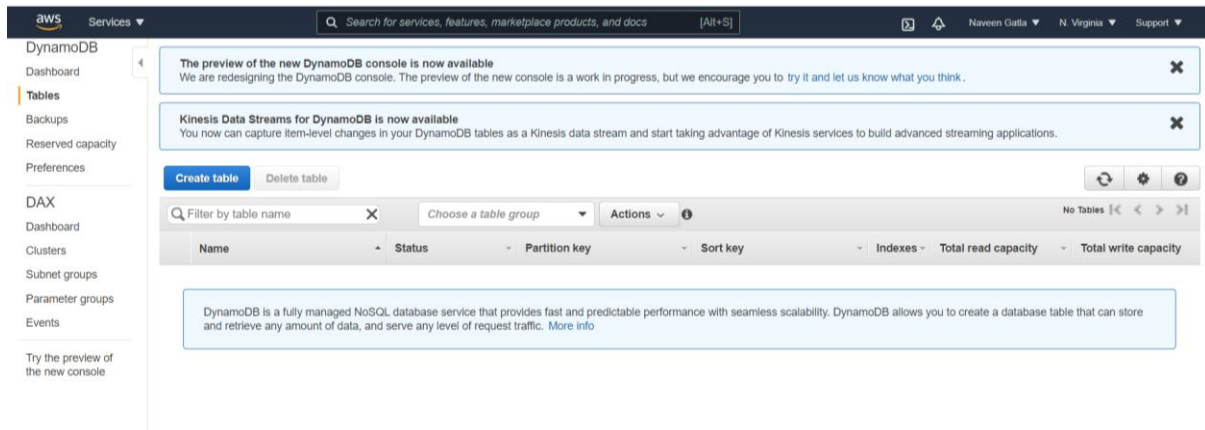 aws Services ▼ Search for services, features, marketplace products, and docs [Alt+S] Naveen Gatla ▼ N. Virginia ▼ Support ▼
DynamoDB
Dashboard
Tables
Backups
Reserved capacity
Preferences
DAX
Dashboard
Clusters
Subnet groups
Parameter groups
Events
Try the preview of
the new console
The preview of the new DynamoDB console is now available
We are redesigning the DynamoDB console. The preview of the new console is a work in progress, but we encourage you to try it and let us know what you think.
Kinesis Data Streams for DynamoDB is now available
You now can capture item-level changes in your DynamoDB tables as a Kinesis data stream and start taking advantage of Kinesis services to build advanced streaming applications.
Create table Delete table
Filter by table name Choose a table group Actions No Tables
Name Status Partition key Sort key Indexes Total read capacity Total write capacity
DynamoDB is a fully managed NoSQL database service that provides fast and predictable performance with seamless scalability. DynamoDB allows you to create a database table that can store
and retrieve any amount of data, and serve any level of request traffic. More info